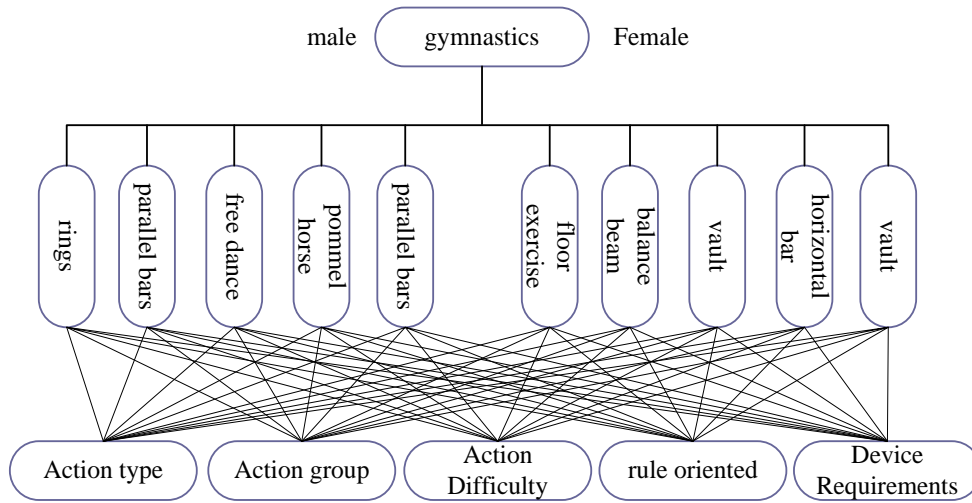 male
gymnastics
Female
rings
parallel bars
free dance
pommel
horse
parallel bars
floor
exercise
balance
beam
vault
horizontal
bar
vault
Action type
Action group
Action
Difficulty
rule oriented
Device
Requirements